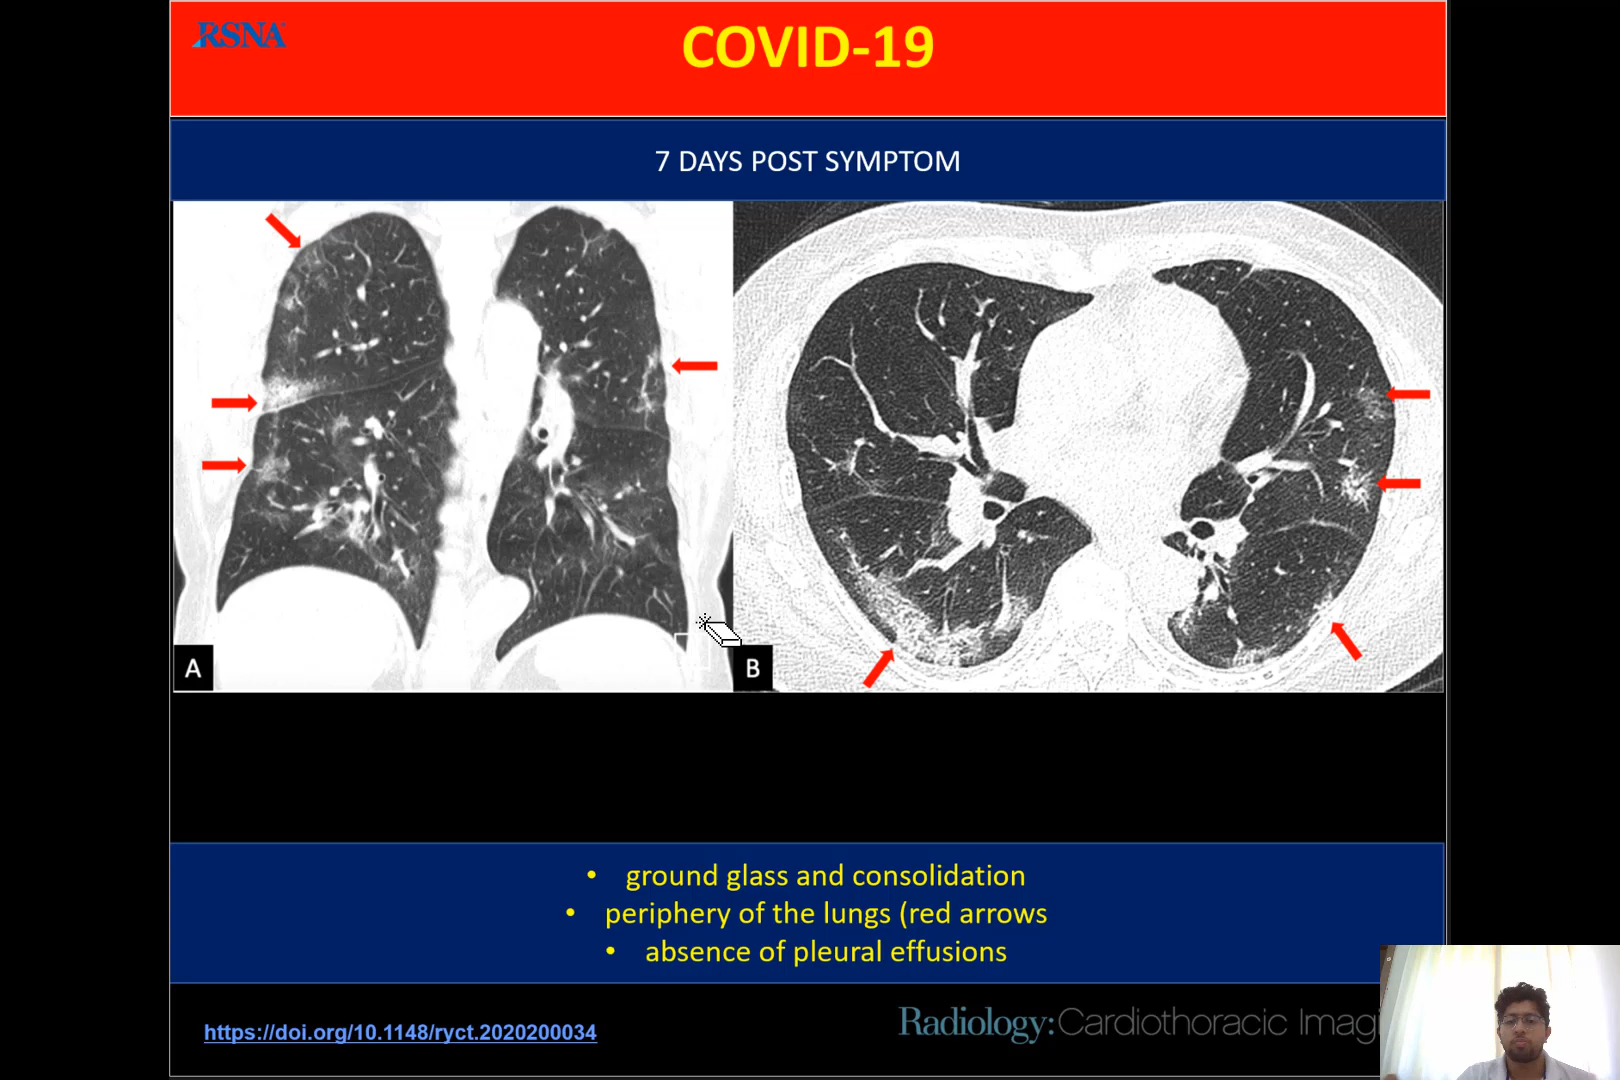 RSNA
COVID-19
7 DAYS POST SYMPTOM
A
B
• ground glass and consolidation
• periphery of the lungs (red arrows
• absence of pleural effusions
https://doi.org/10.1148/ryct.2020200034
Radiology: Cardiothoracic Imagi